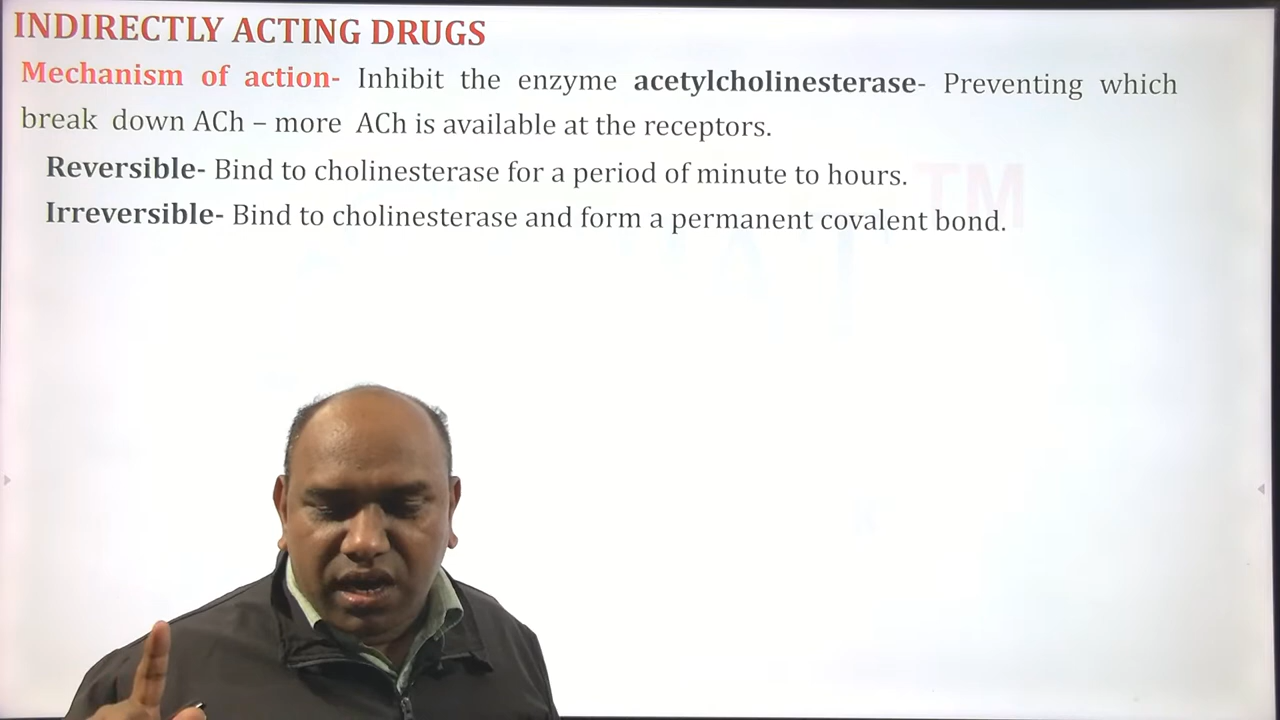 INDIRECTLY ACTING DRUGS
Mechanism of action- Inhibit the enzyme acetylcholinesterase- Preventing which
break down ACh – more ACh is available at the receptors.
Reversible- Bind to cholinesterase for a period of minute to hours.
Irreversible- Bind to cholinesterase and form a permanent covalent bond.
TM